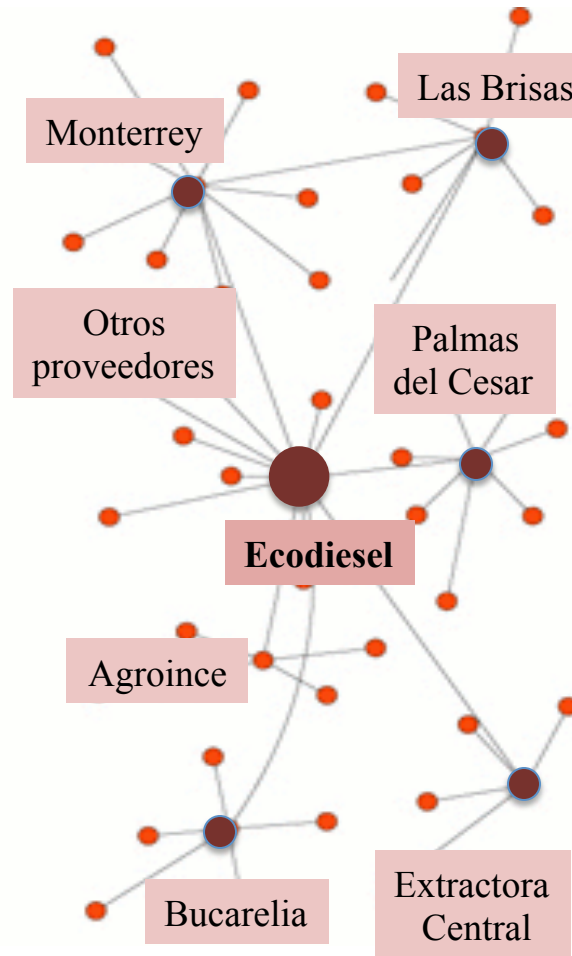 Las Brisas
Monterrey
Otros
proveedores
Palmas
del Cesar
Ecodiesel
Agroince
Bucarelia
Extractora
Central